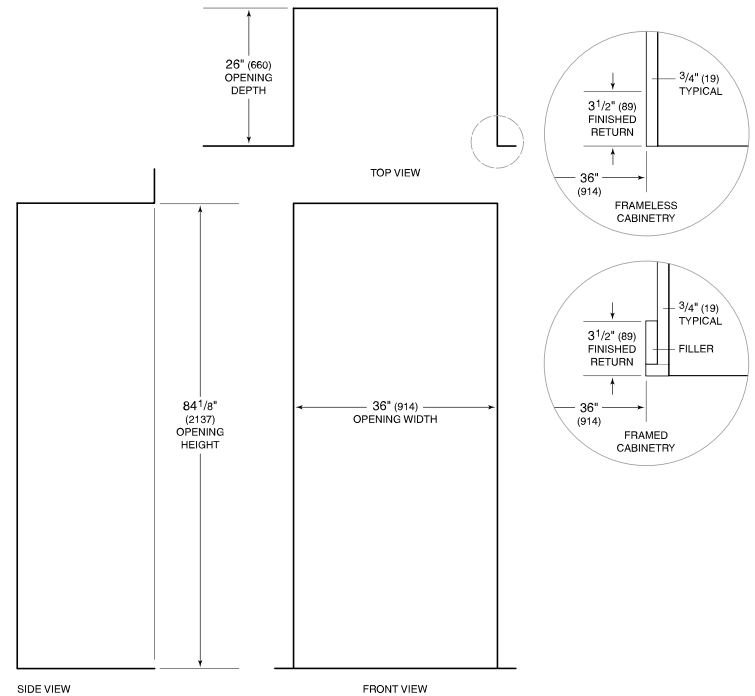 26" (660)
OPENING
DEPTH
TOP VIEW
3/4" (19)
TYPICAL
3 1/2" (89)
FINISHED
RETURN
36"
(914)
FRAMELESS
CABINETRY
84 1/8"
(2137)
OPENING
HEIGHT
36" (914)
OPENING WIDTH
3/4" (19)
TYPICAL
3 1/2" (89)
FINISHED
RETURN
FILLER
36"
(914)
FRAMED
CABINETRY
SIDE VIEW
FRONT VIEW